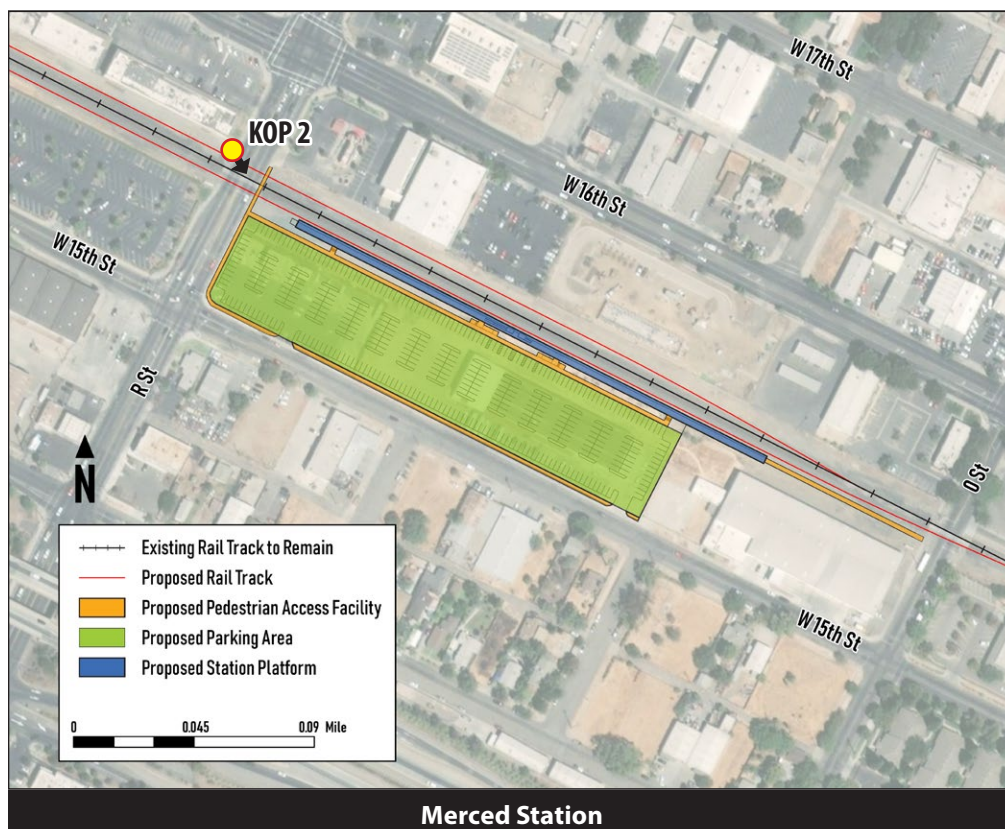 W 17th St
KOP 2
W 16th St
W 15th St
R St
O St
N
Existing Rail Track to Remain
Proposed Rail Track
Proposed Pedestrian Access Facility
Proposed Parking Area
Proposed Station Platform
W 15th St
0 0.045 0.09 Mile
Merced Station